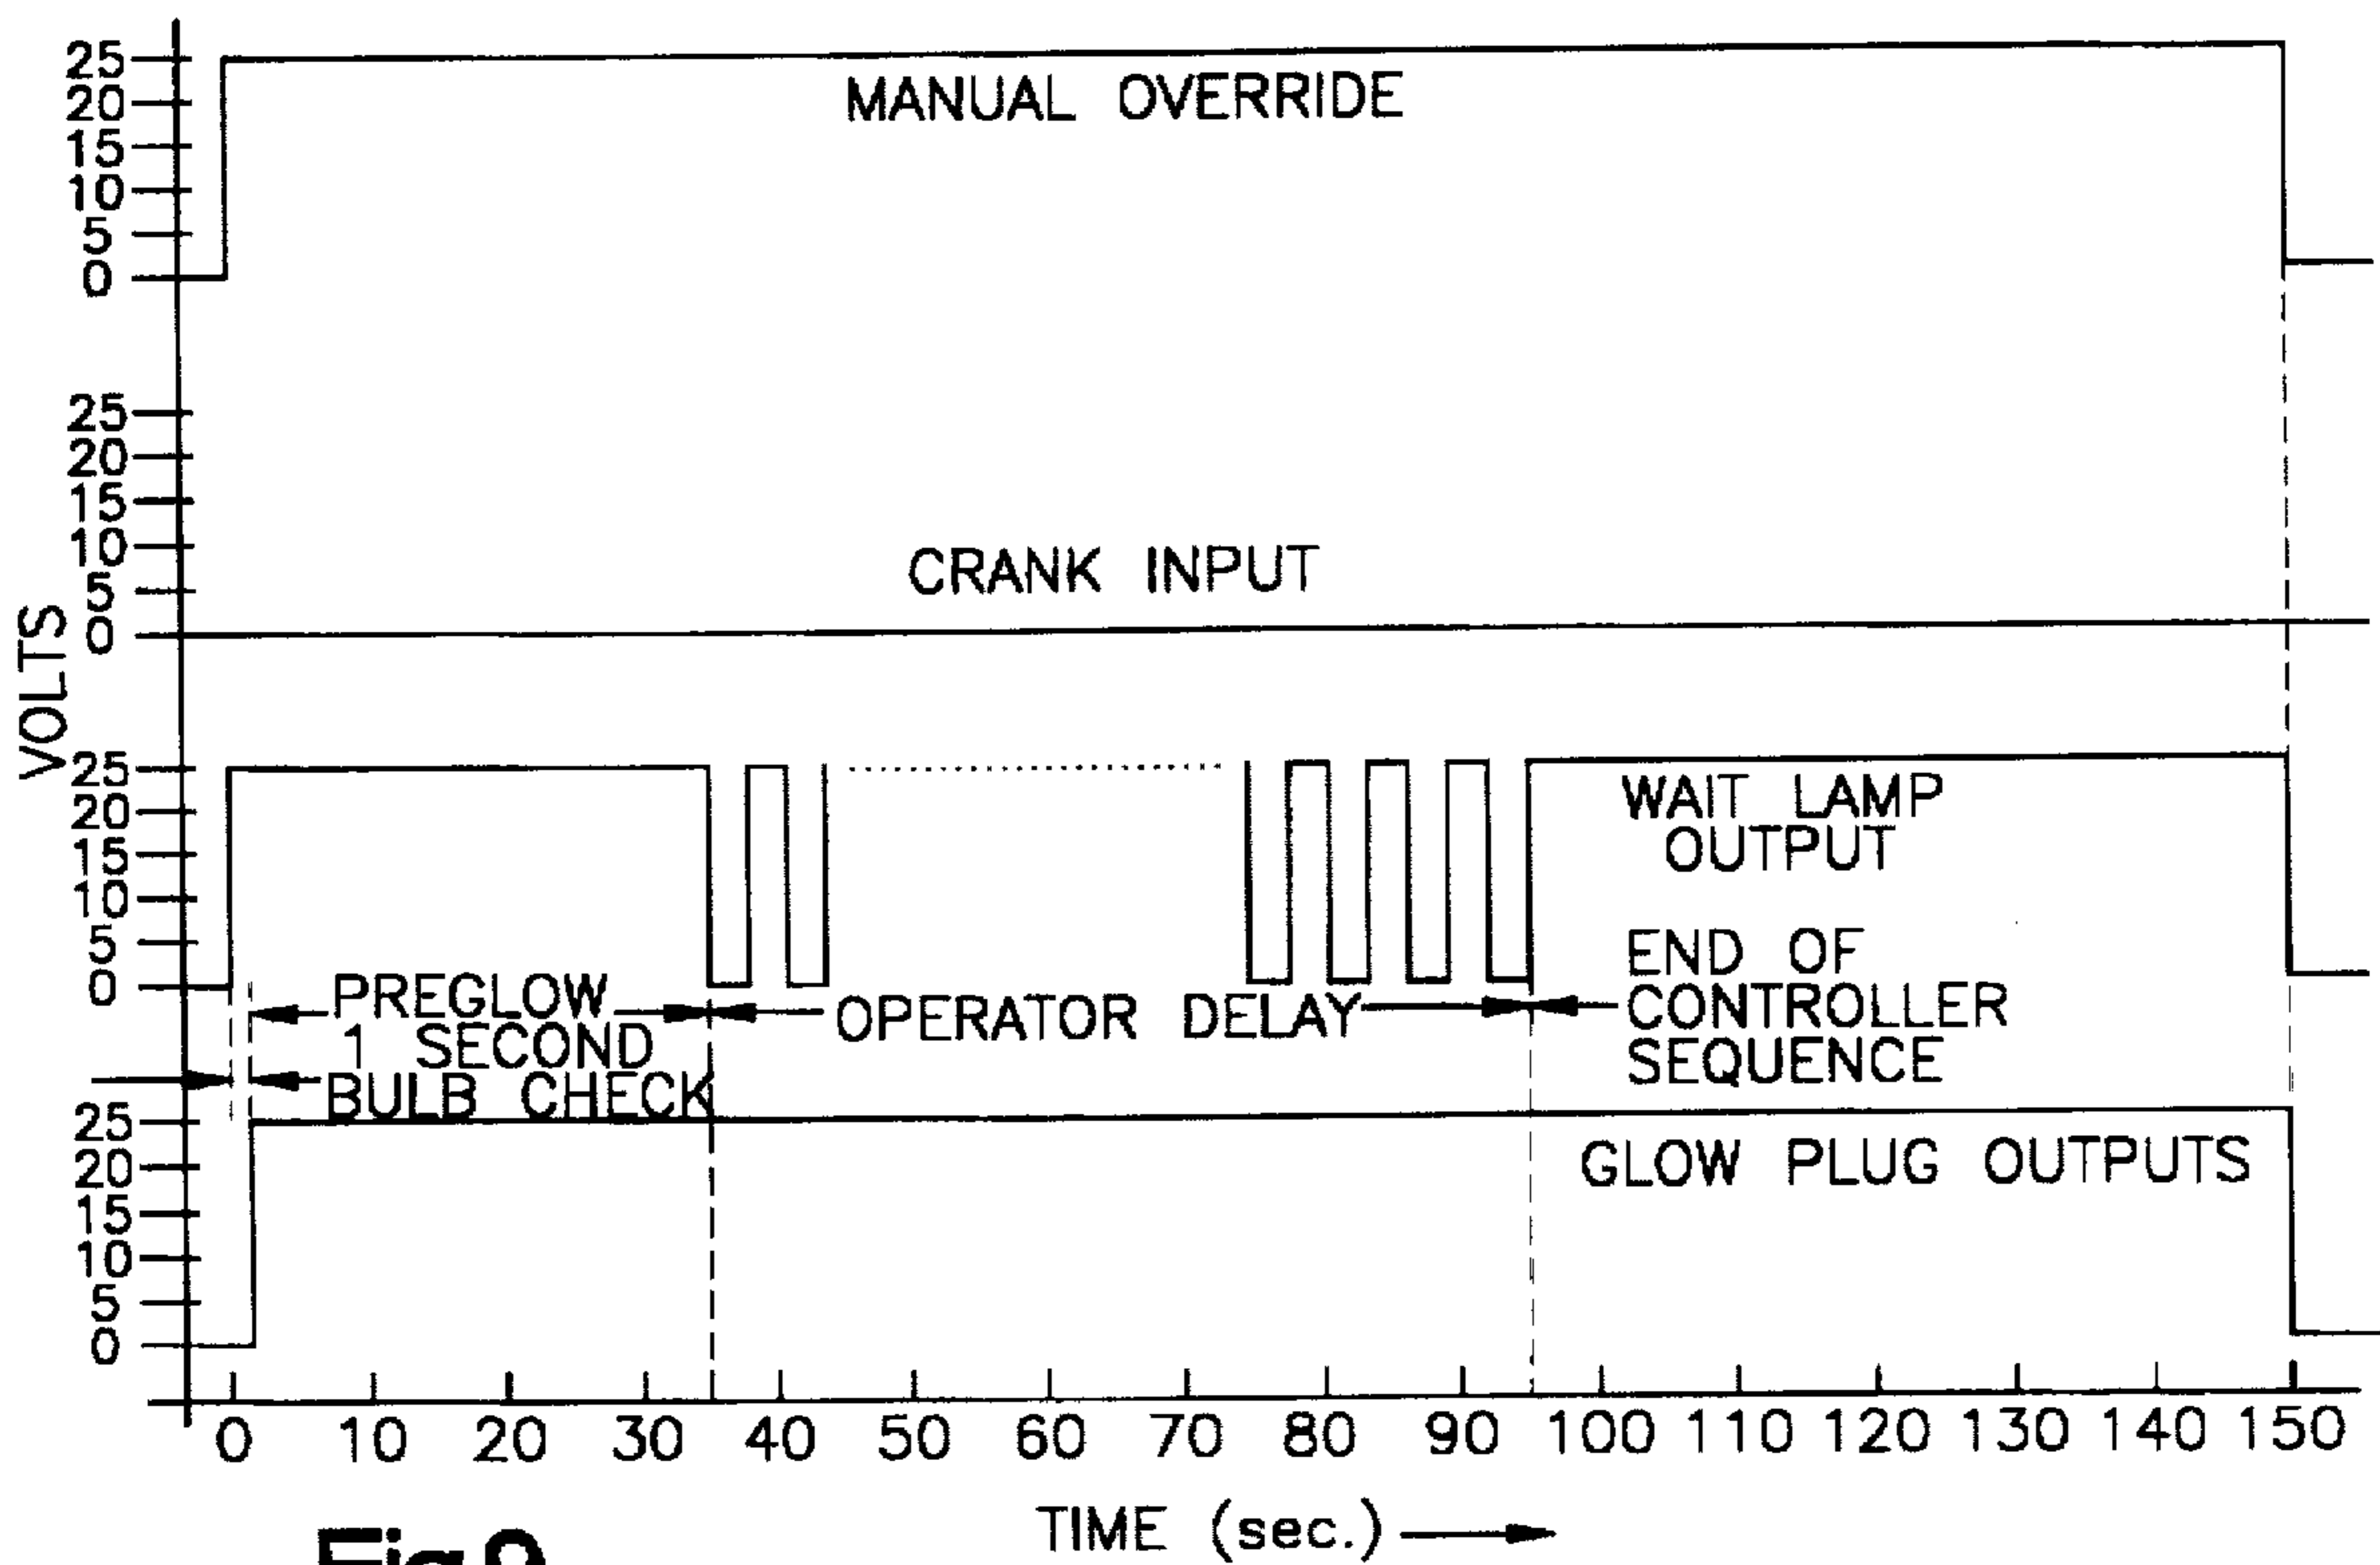 25
20
15
10
5
0
MANUAL OVERRIDE
25
20
15
10
5
0
CRANK INPUT
VOLTS
25
20
15
10
5
0
WAIT LAMP
OUTPUT
PREGLOW
1 SECOND
BULB CHECK
OPERATOR DELAY
END OF
CONTROLLER
SEQUENCE
25
20
15
10
5
0
GLOW PLUG OUTPUTS
0 10 20 30 40 50 60 70 80 90 100 110 120 130 140 150
TIME (sec.)